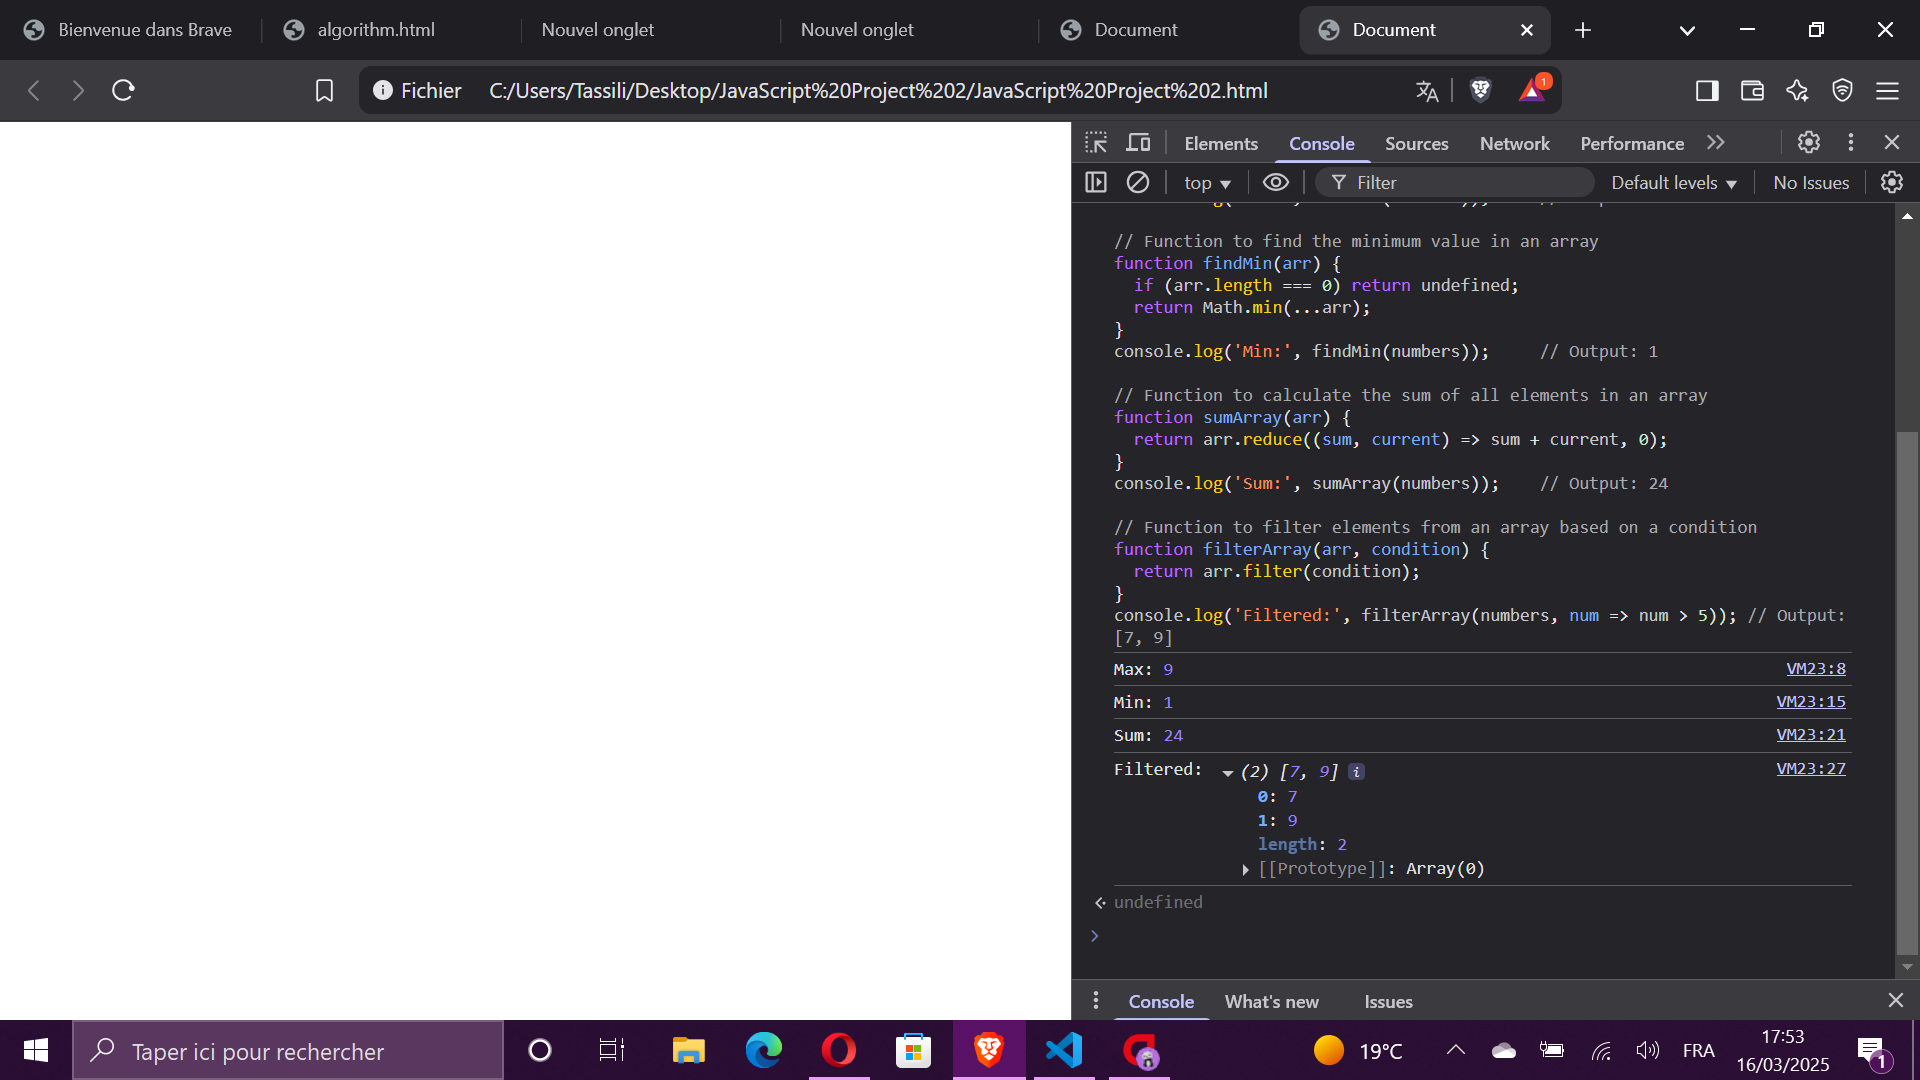 Bienvenue dans Brave
algorithm.html
Nouvel onglet
Nouvel onglet
Document
Document
Fichier C:/Users/Tassili/Desktop/JavaScript%20Project%202/JavaScript%20Project%202.html
1
Elements Console Sources Network Performance
top Filter Default levels No Issues
// Function to find the minimum value in an array
function findMin(arr) {
  if (arr.length === 0) return undefined;
  return Math.min(...arr);
}
console.log('Min:', findMin(numbers));     // Output: 1
// Function to calculate the sum of all elements in an array
function sumArray(arr) {
  return arr.reduce((sum, current) => sum + current, 0);
}
console.log('Sum:', sumArray(numbers));    // Output: 24
// Function to filter elements from an array based on a condition
function filterArray(arr, condition) {
  return arr.filter(condition);
}
console.log('Filtered:', filterArray(numbers, num => num > 5)); // Output:
[7, 9]
Max: 9 VM23:8
Min: 1 VM23:15
Sum: 24 VM23:21
Filtered: (2) [7, 9] i VM23:27
0: 7
1: 9
length: 2
[[Prototype]]: Array(0)
undefined
Console What's new Issues
Taper ici pour rechercher
19°C
FRA
17:53
16/03/2025
1